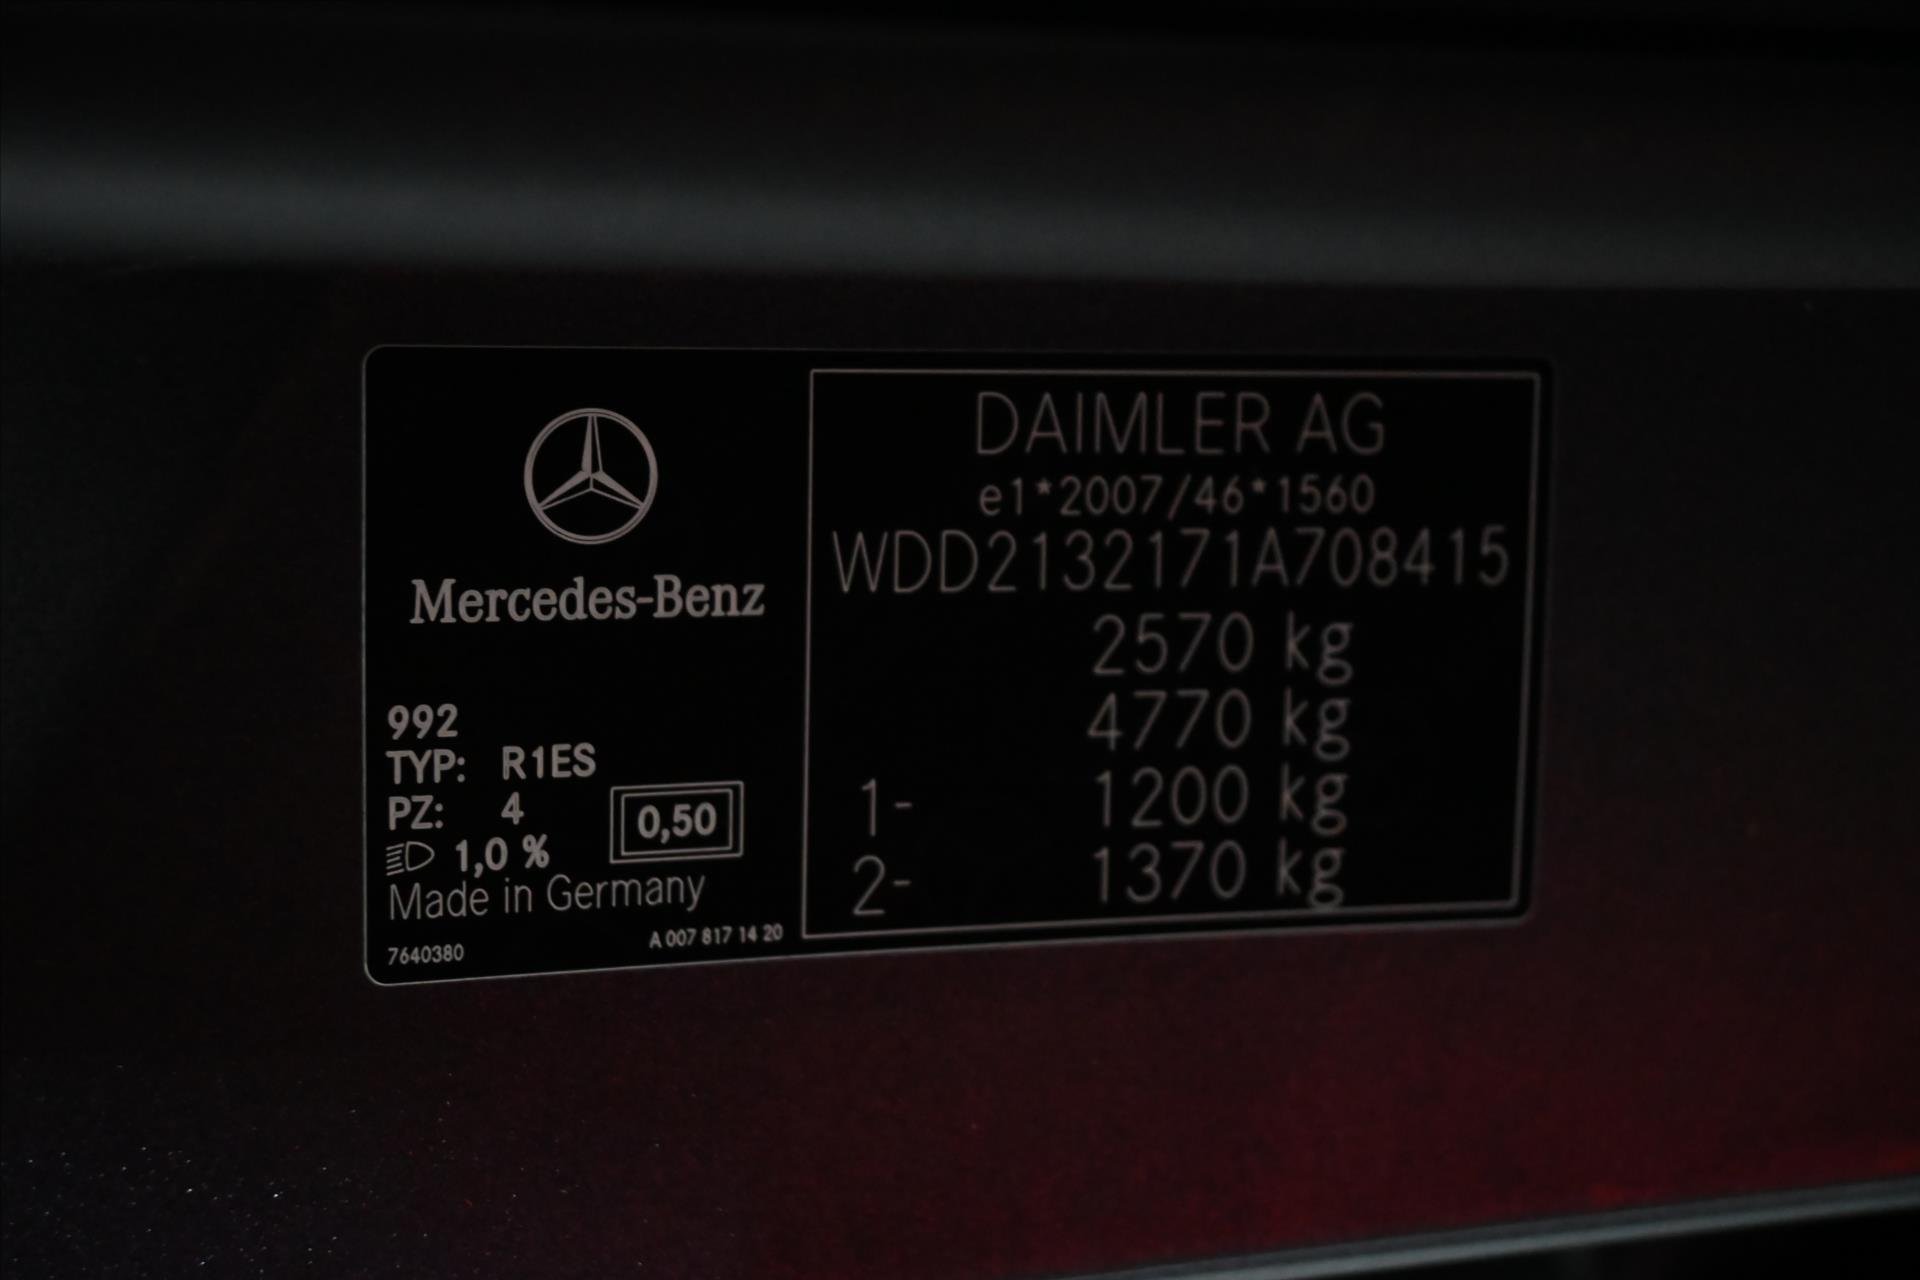 Mercedes-Benz
992
TYP: R1ES
PZ: 4
1,0 %
0,50
Made in Germany
7640380
A 007 817 14 20
DAIMLER AG
e1*2007/46*1560
WDD2132171A708415
2570 kg
4770 kg
1- 1200 kg
2- 1370 kg